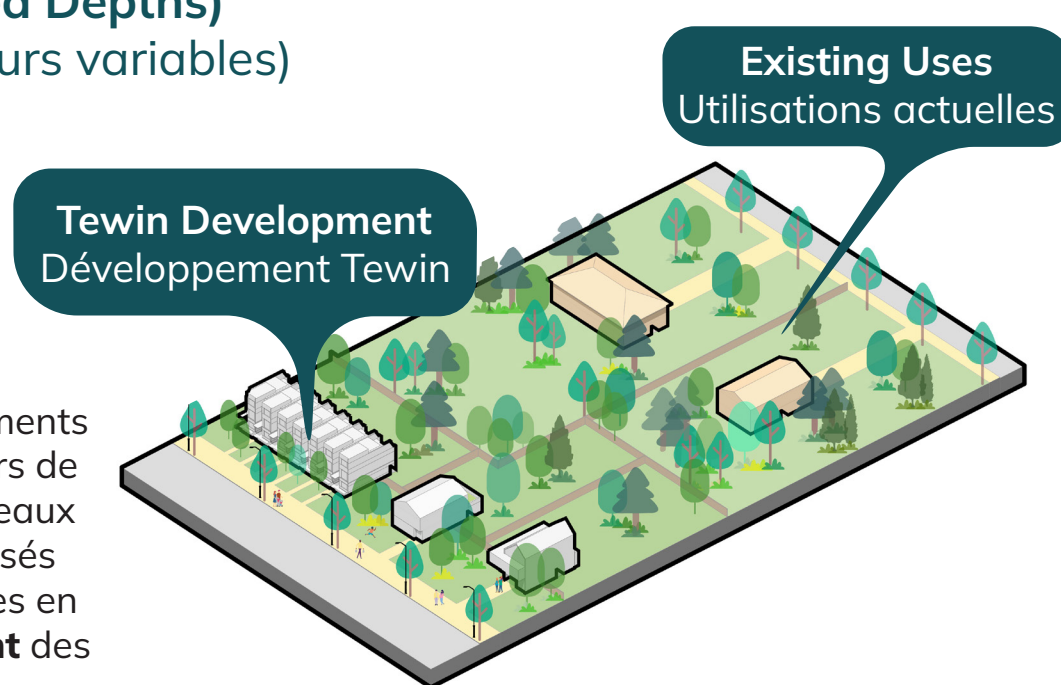 d Depths)
urs variables)
Existing Uses
Utilisations actuelles
Tewin Development
Développement Tewin
ments
rs de
eaux
sés
es en
nt des